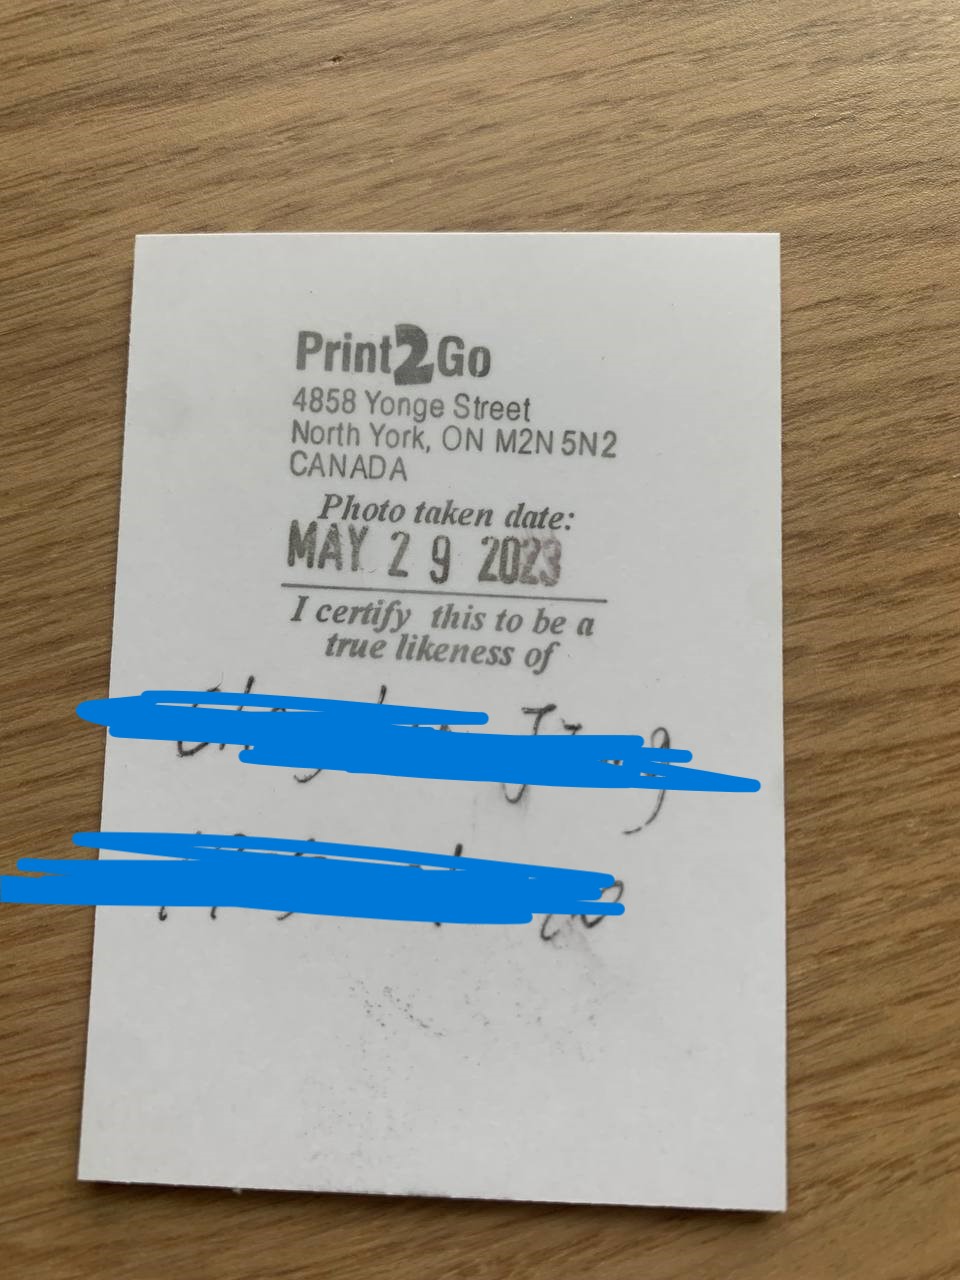 Print2Go
4858 Yonge Street
North York, ON M2N 5N2
CANADA
Photo taken date:
MAY 29 2023
I certify this to be a
true likeness of